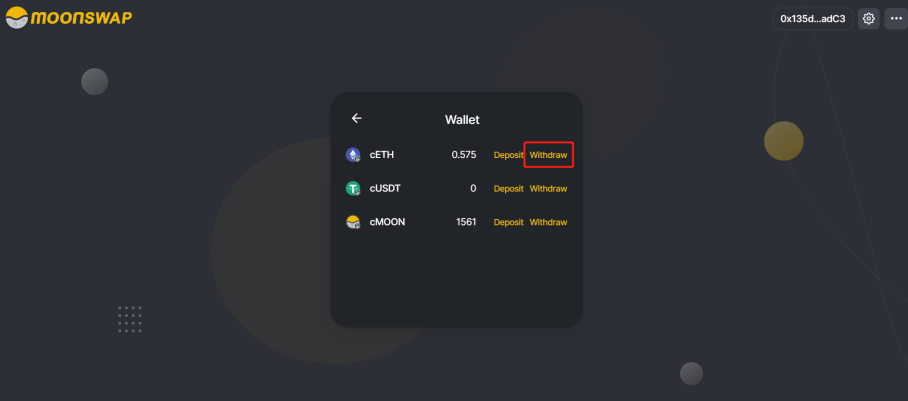 MOONSWAP
0x135d...adC3
Wallet
cETH 0.575 Deposit Withdraw
cUSDT 0 Deposit Withdraw
cMOON 1561 Deposit Withdraw